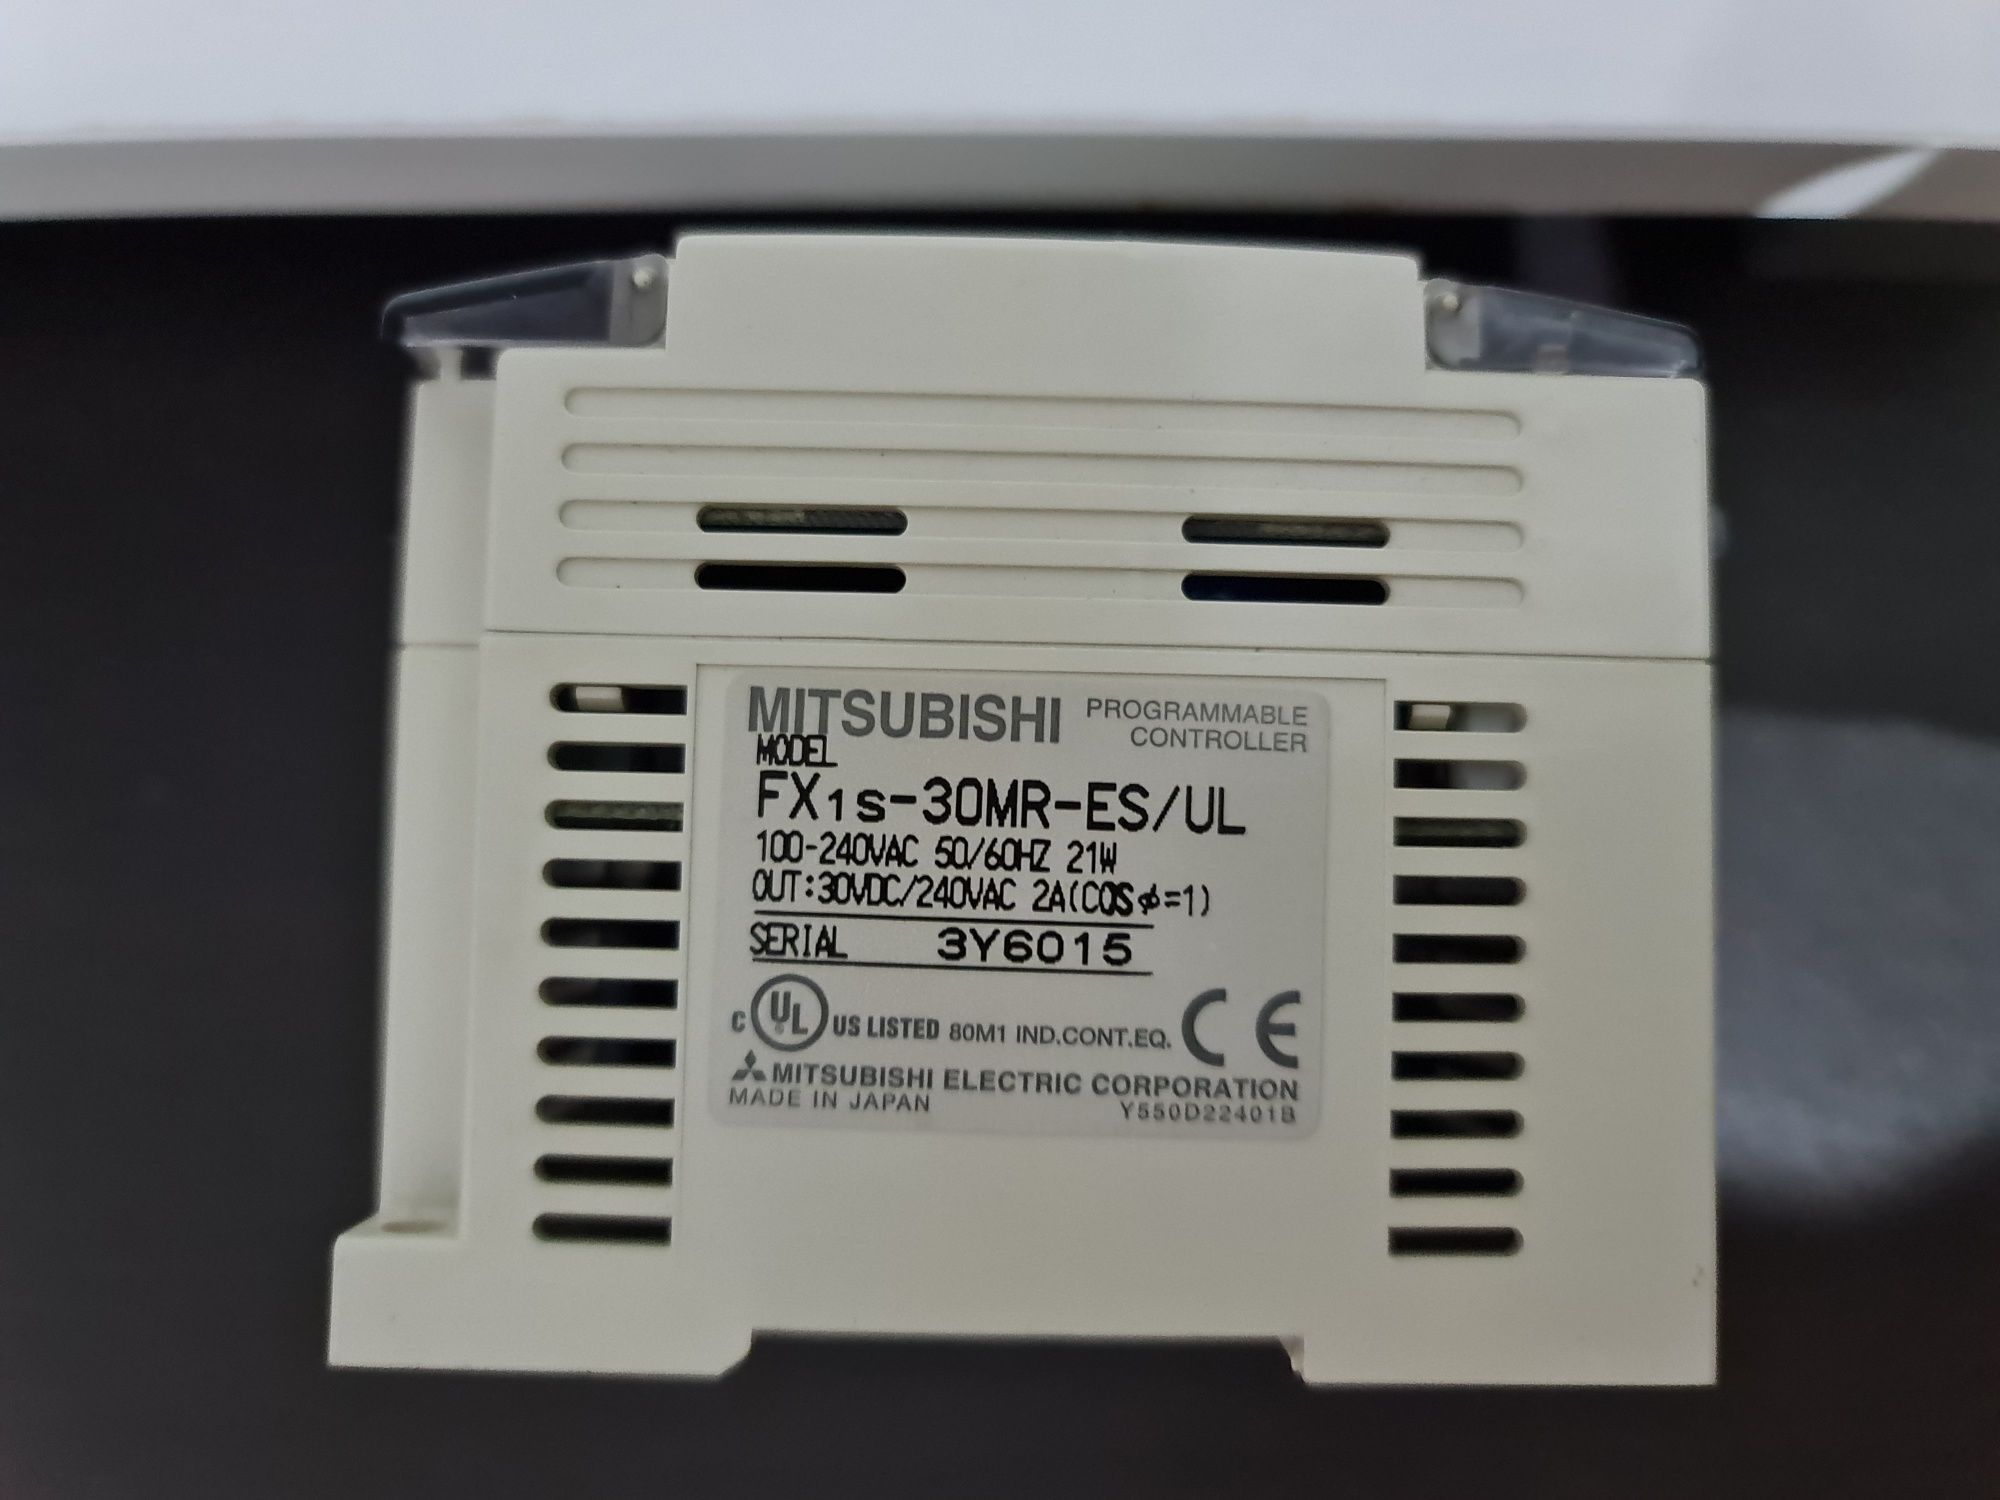 MITSUBISHI PROGRAMMABLE CONTROLLER
MODEL
FX1S-30MR-ES/UL
100-240VAC 50/60HZ 21W
OUT:30VDC/240VAC 2A(COSφ=1)
SERIAL 3Y6015
C UL US LISTED 80M1 IND.CONT.EQ. CE
MITSUBISHI ELECTRIC CORPORATION
MADE IN JAPAN Y550D22401B